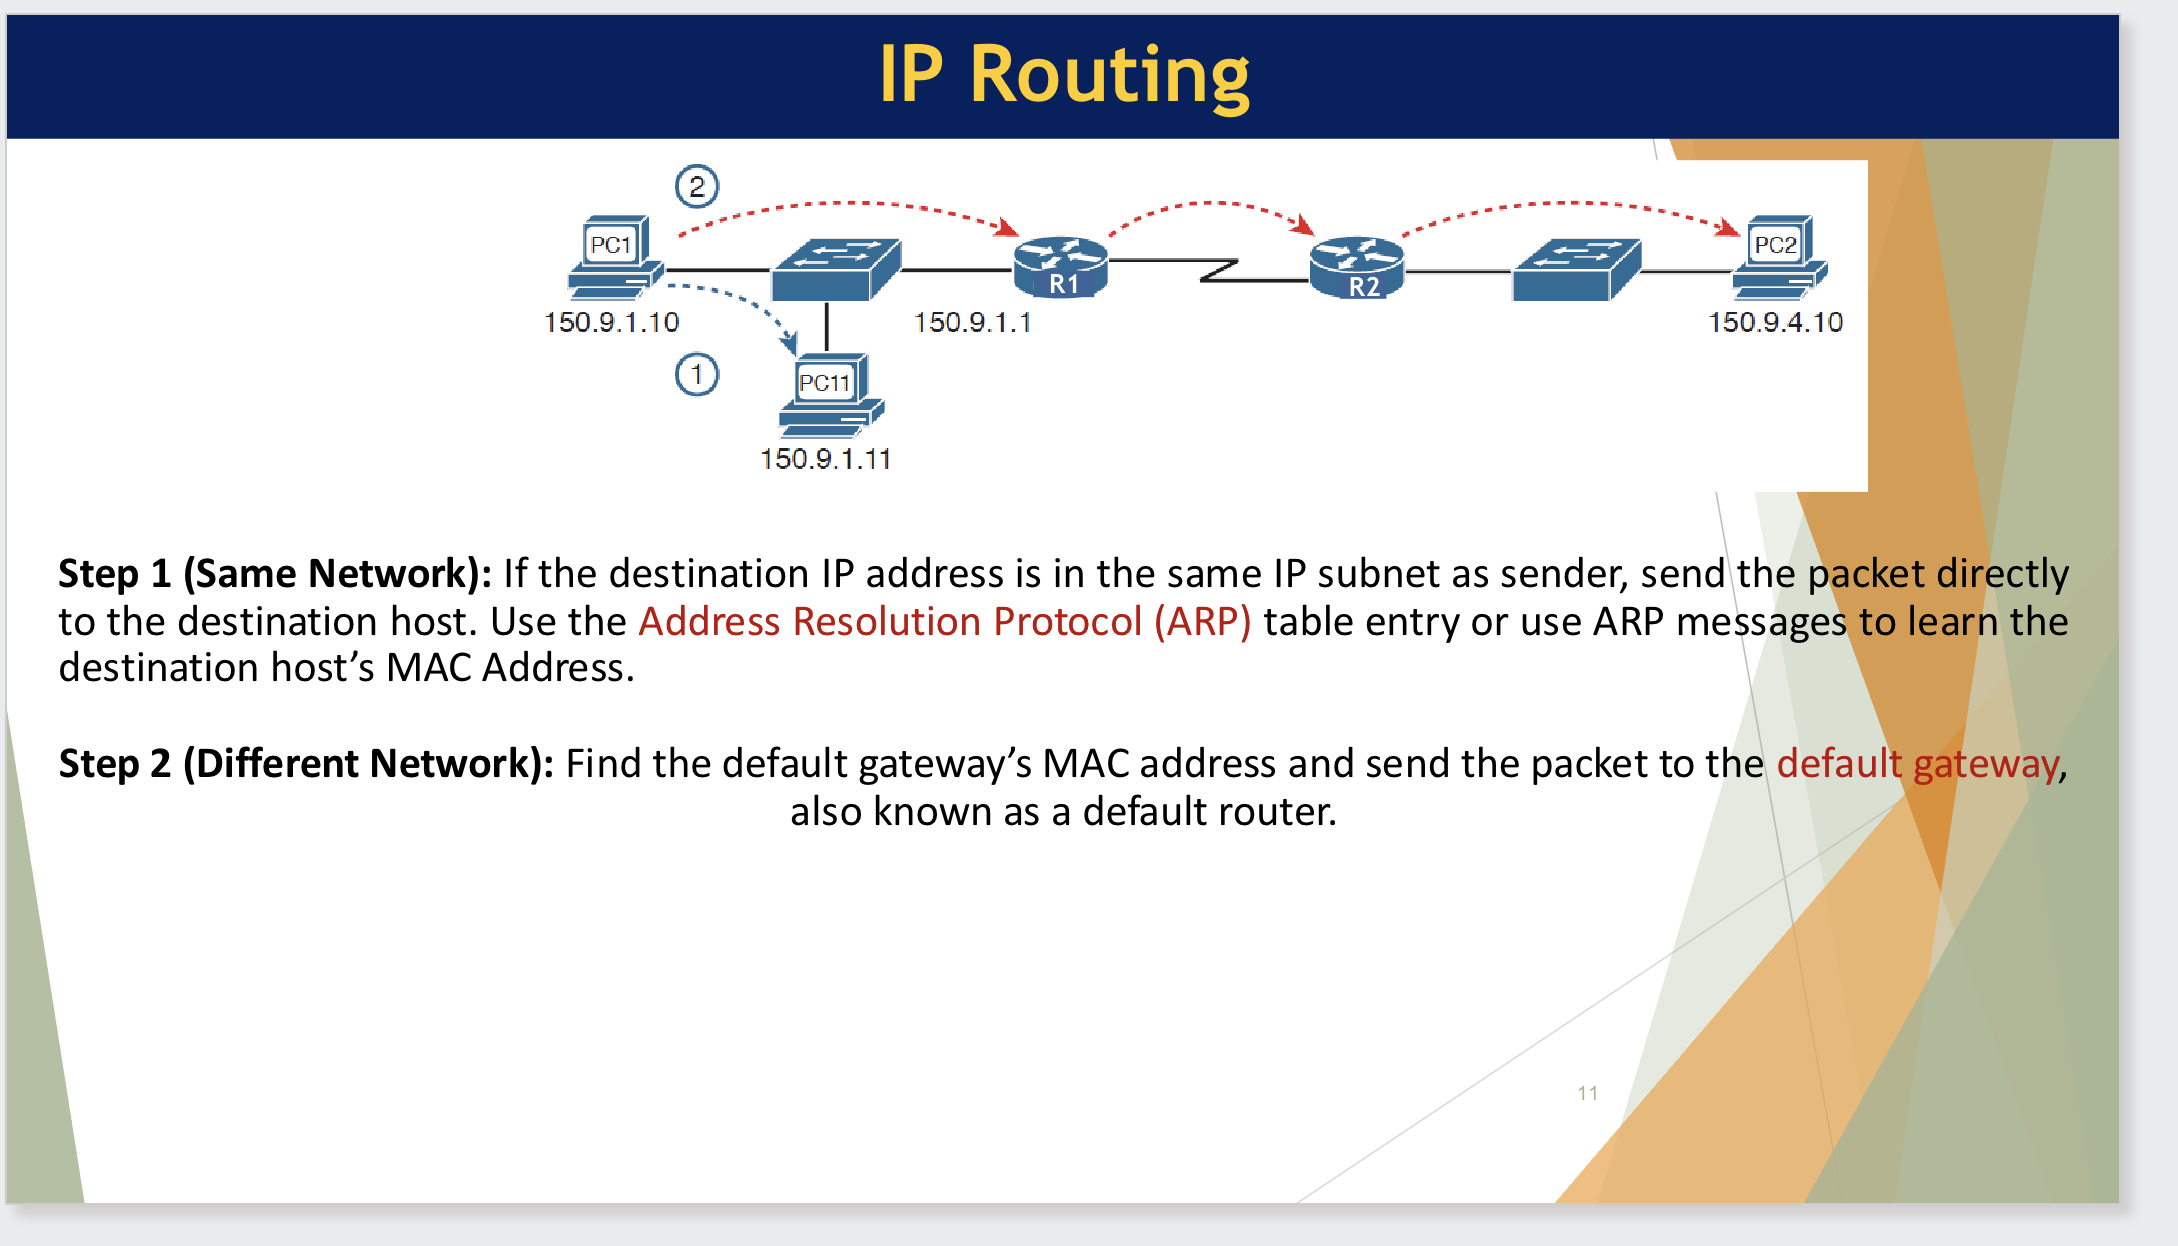 IP Routing
2
PC1
R1
R2
PC2
150.9.1.10
150.9.1.1
150.9.4.10
1
PC11
150.9.1.11
Step 1 (Same Network): If the destination IP address is in the same IP subnet as sender, send the packet directly
to the destination host. Use the Address Resolution Protocol (ARP) table entry or use ARP messages to learn the
destination host’s MAC Address.
Step 2 (Different Network): Find the default gateway’s MAC address and send the packet to the default gateway,
also known as a default router.
11